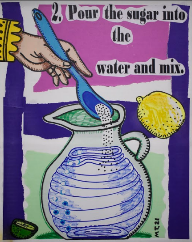 2. Pour the sugar into
the
water and mix.